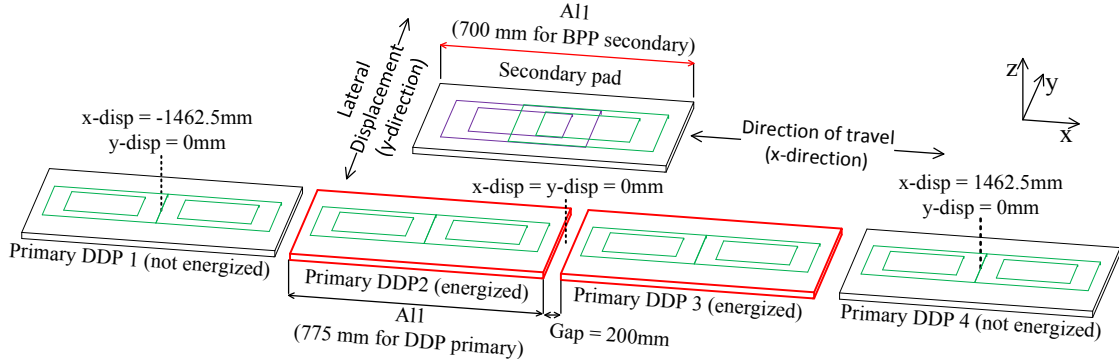 Al1
(700 mm for BPP secondary)
Secondary pad
Lateral
Displacement
(y-direction)
z
y
x
x-disp = -1462.5mm
y-disp = 0mm
Direction of travel
(x-direction)
x-disp = y-disp = 0mm
x-disp = 1462.5mm
y-disp = 0mm
Primary DDP 1 (not energized)
Primary DDP2 (energized)
Primary DDP 3 (energized)
Primary DDP 4 (not energized)
Al1
(775 mm for DDP primary)
Gap = 200mm